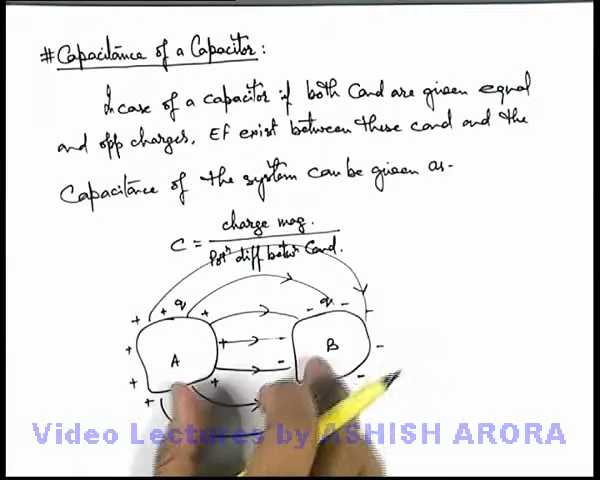 # Capacitance of a Capacitor :
In case of a capacitor if both Cond are given equal
and opp charges, EF exist between these cond and the
Capacitance of the system can be given as-
C = charge mag. / Potⁿ diff betwⁿ Cond.
+ + q + - q - -
+ + - B -
+ A - -
+ + 
+
Video Lectures by ASHISH ARORA